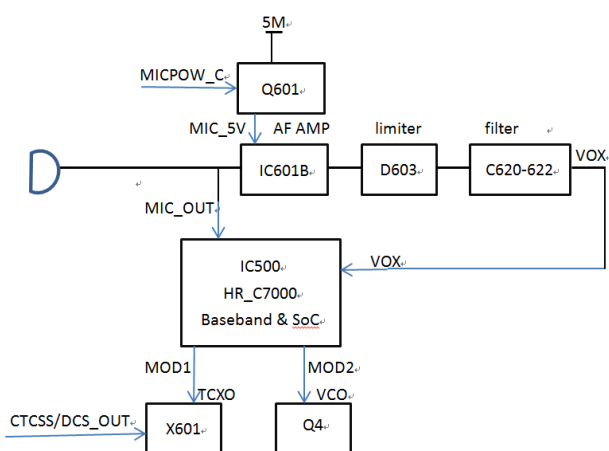 5M
MICPOW_C
Q601
MIC_5V
AF AMP
limiter
filter
IC601B
D603
C620-622
VOX
MIC_OUT
IC500
HR_C7000
Baseband & SoC
VOX
MOD1
MOD2
TCXO
VCO
CTCSS/DCS_OUT
X601
Q4